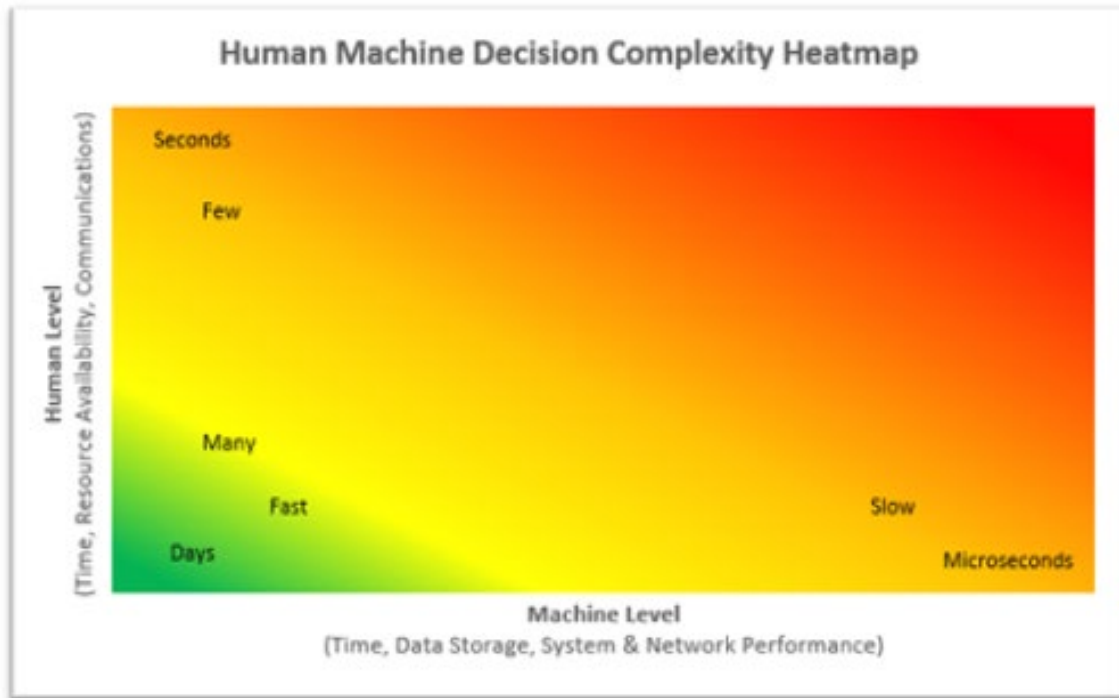 Human Machine Decision Complexity Heatmap
Seconds
Few
Human Level
(Time, Resource Availability, Communications)
Many
Fast
Slow
Days
Microseconds
Machine Level
(Time, Data Storage, System & Network Performance)